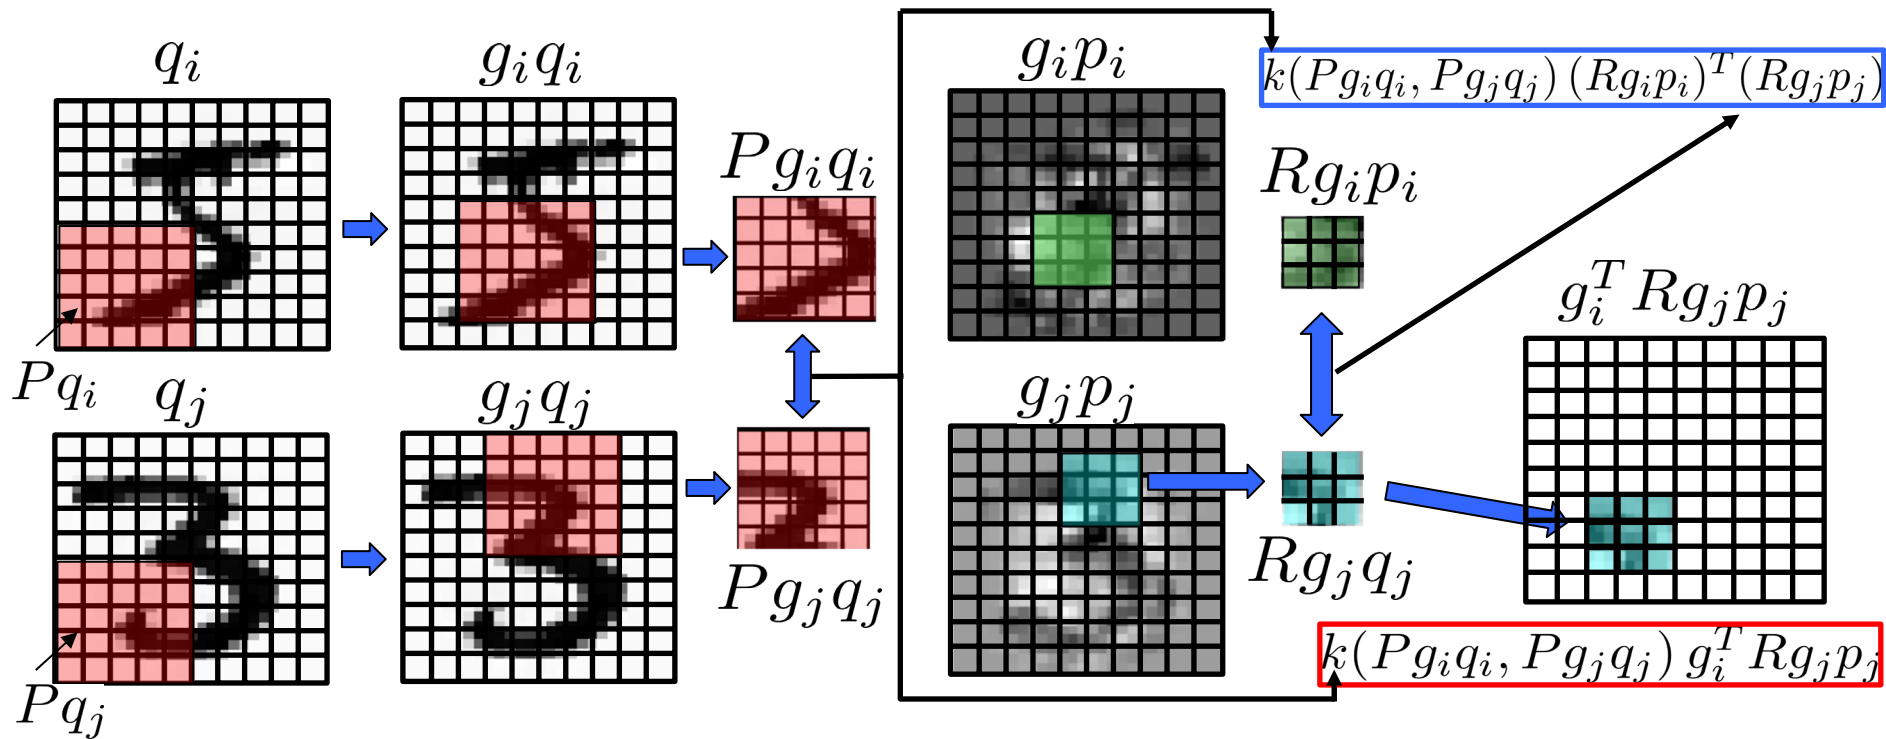 q_i
g_i q_i
P g_i q_i
g_i p_i
k(P g_i q_i, P g_j q_j) (R g_i p_i)^T (R g_j p_j)
R g_i p_i
g_i^T R g_j p_j
P q_i
q_j
g_j q_j
g_j p_j
R g_j q_j
P g_j q_j
k(P g_i q_i, P g_j q_j) g_i^T R g_j p_j
P q_j